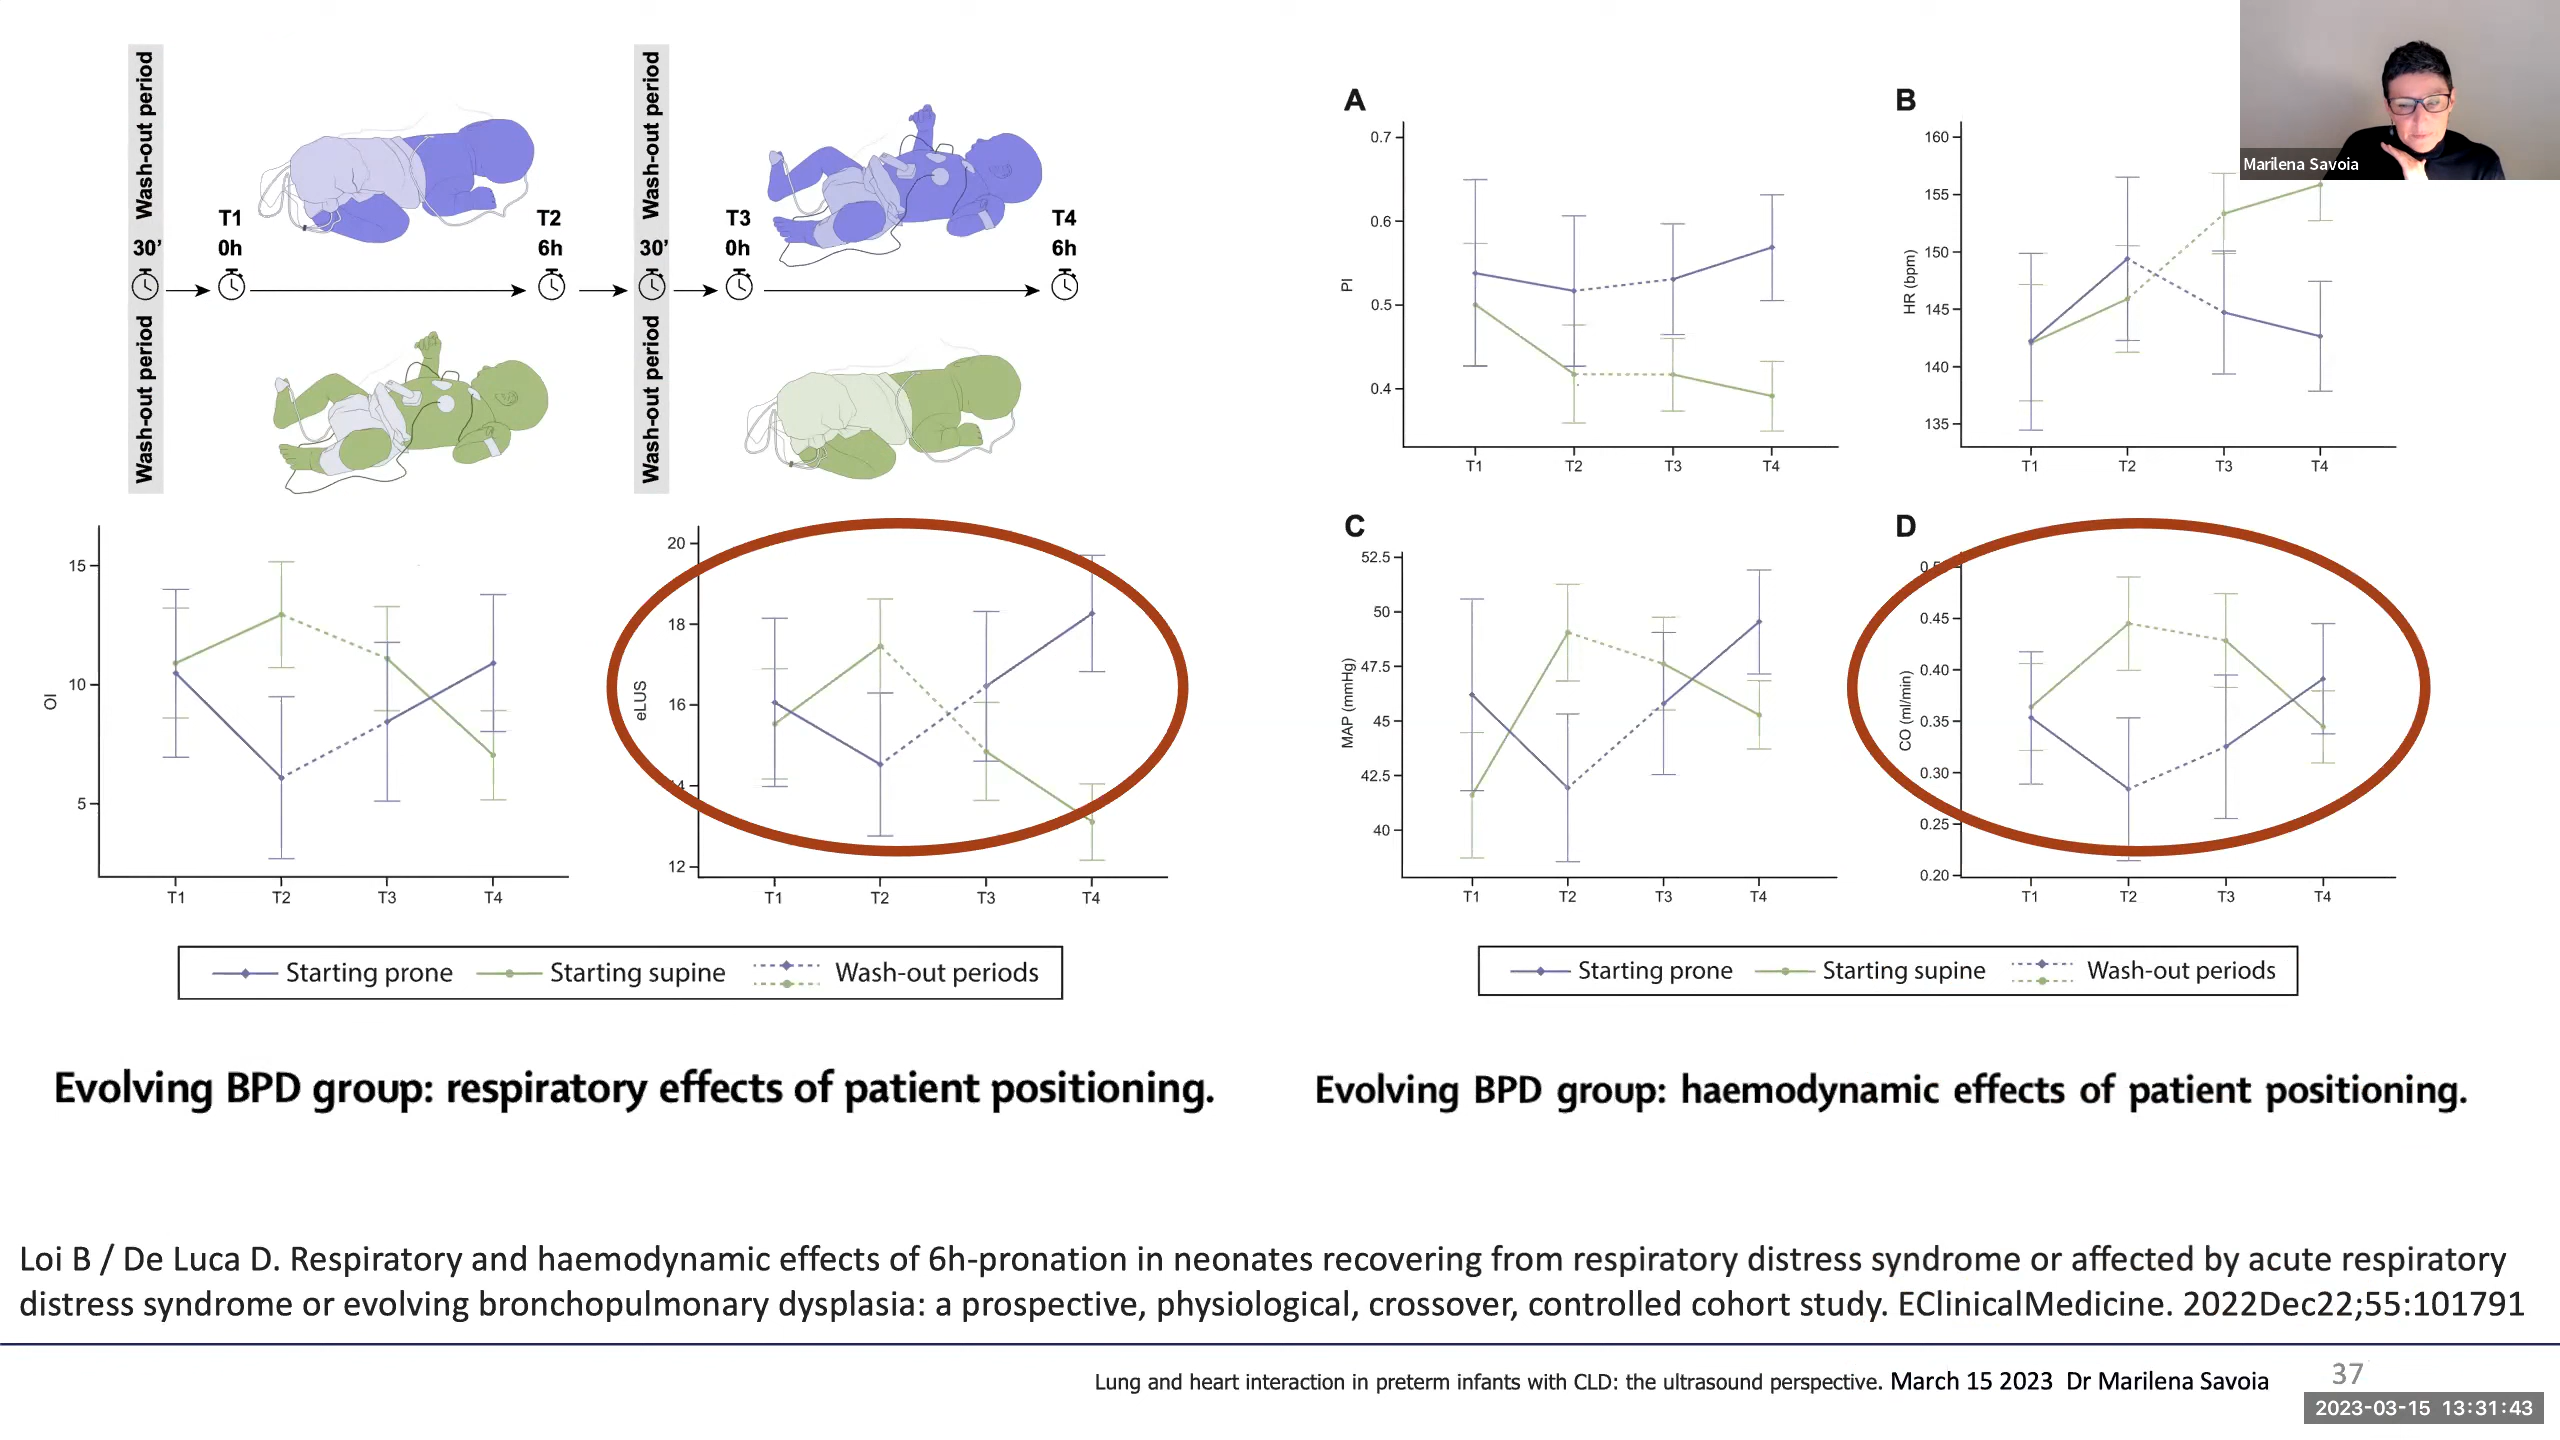 Wash-out period
Wash-out period
T1
0h
T2
6h
30’
30’
T3
0h
T4
6h
Wash-out period
Wash-out period
15
10
5
OI
T1 T2 T3 T4
20
18
16
12
eLUS
T1 T2 T3 T4
Starting prone Starting supine Wash-out periods
Evolving BPD group: respiratory effects of patient positioning.
A
0.7
0.6
0.5
0.4
PI
T1 T2 T3 T4
B
160
155
150
145
140
135
HR (bpm)
T1 T2 T3 T4
Marilena Savoia
C
52.5
50
47.5
45
42.5
40
MAP (mmHg)
T1 T2 T3 T4
D
0.45
0.40
0.35
0.30
0.25
0.20
CO (ml/min)
T1 T2 T3 T4
Starting prone Starting supine Wash-out periods
Evolving BPD group: haemodynamic effects of patient positioning.
Loi B / De Luca D. Respiratory and haemodynamic effects of 6h-pronation in neonates recovering from respiratory distress syndrome or affected by acute respiratory
distress syndrome or evolving bronchopulmonary dysplasia: a prospective, physiological, crossover, controlled cohort study. EClinicalMedicine. 2022Dec22;55:101791
Lung and heart interaction in preterm infants with CLD: the ultrasound perspective. March 15 2023 Dr Marilena Savoia
37
2023-03-15 13:31:43